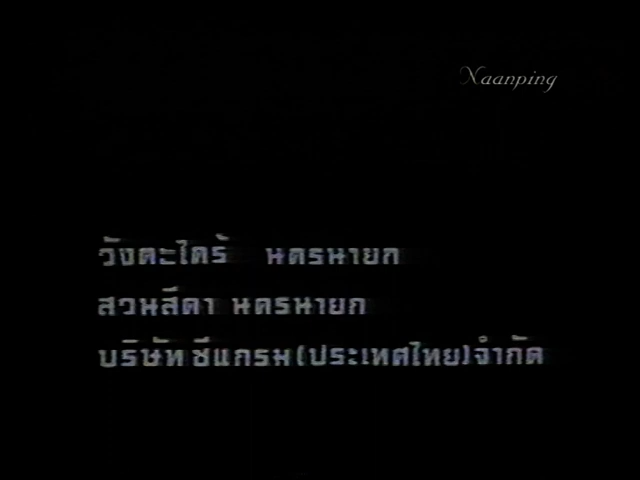 Xaanping
วังตะไคร้ นครนายก
สวนสีดา นครนายก
บริษัท ซีแกรม (ประเทศไทย) จำกัด